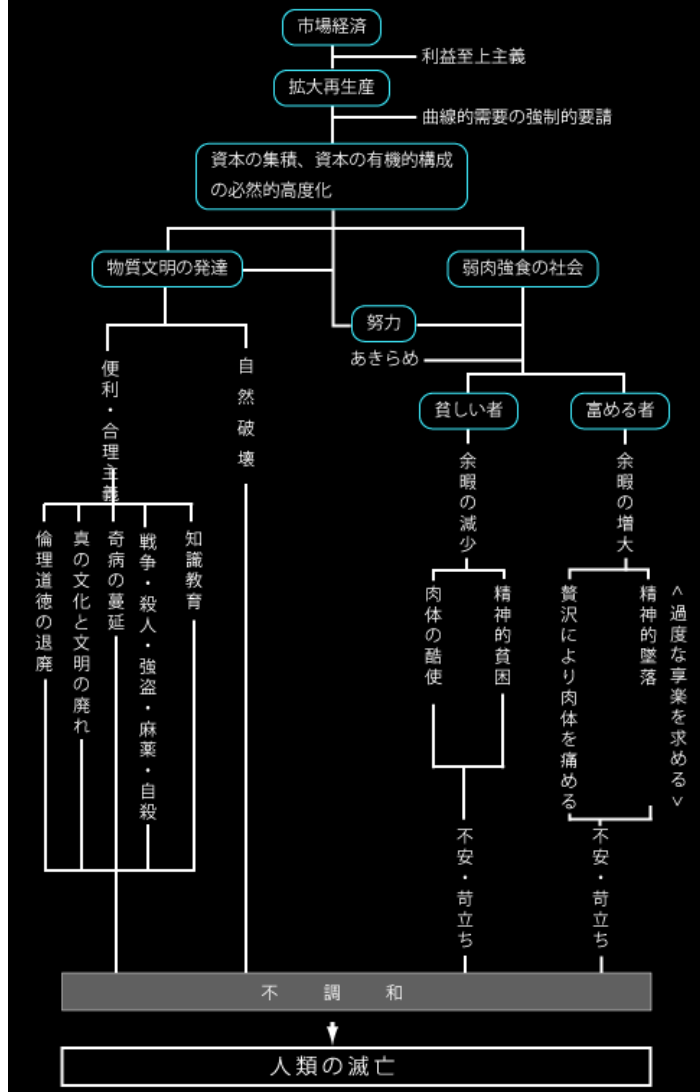 市場経済
利益至上主義
拡大再生産
曲線的需要の強制的要請
資本の集積、資本の有機的構成
の必然的高度化
物質文明の発達
弱肉強食の社会
努力
あきらめ
便利・合理主義
自然破壊
貧しい者
富める者
余暇の減少
余暇の増大
倫理道徳の退廃
真の文化と文明の廃れ
奇病の蔓延
戦争・殺人・強盗・麻薬・自殺
知識教育
肉体の酷使
精神的貧困
贅沢により肉体を痛める
精神的墜落
<過度な享楽を求める>
不安・苛立ち
不安・苛立ち
不調和
人類の滅亡